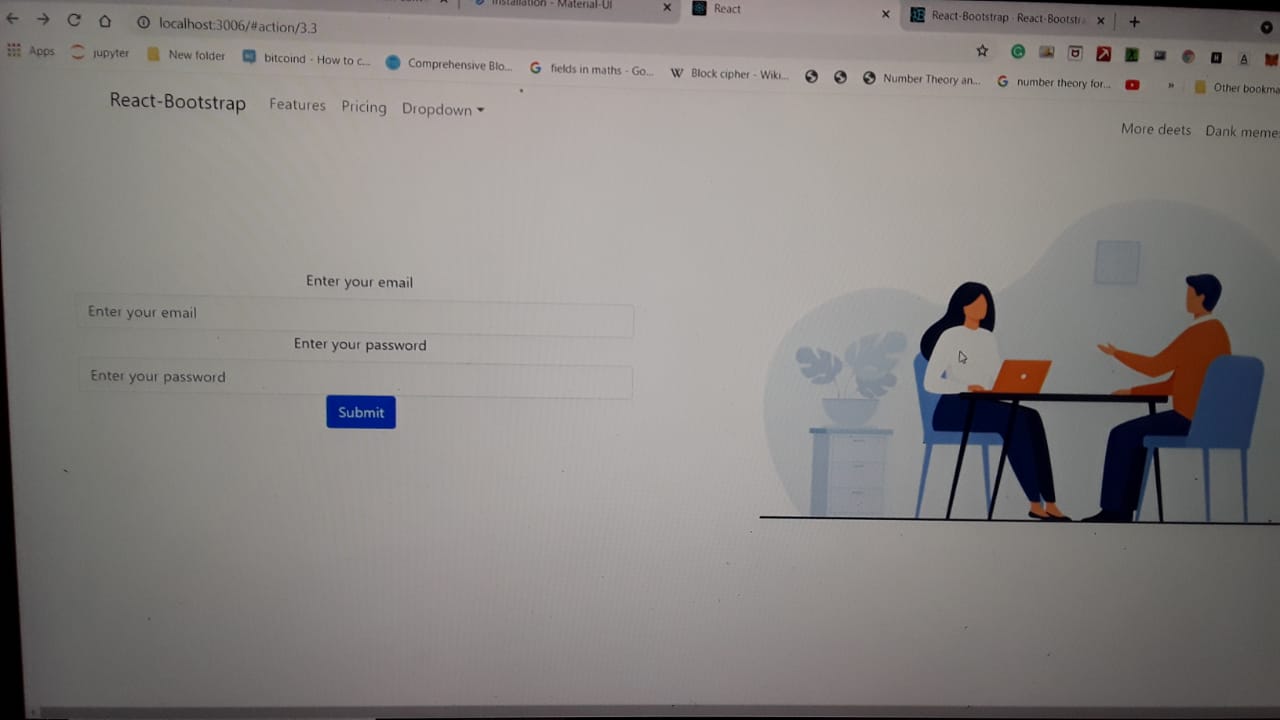 Installation - Material-UI
React
React-Bootstrap · React-Bootstra
localhost:3006/#action/3.3
Apps
jupyter
New folder
bitcoind - How to c...
Comprehensive Blo...
fields in maths - Go...
Block cipher - Wiki...
Number Theory an...
number theory for...
»
Other bookma
React-Bootstrap
Features
Pricing
Dropdown
More deets
Dank meme
Enter your email
Enter your email
Enter your password
Enter your password
Submit